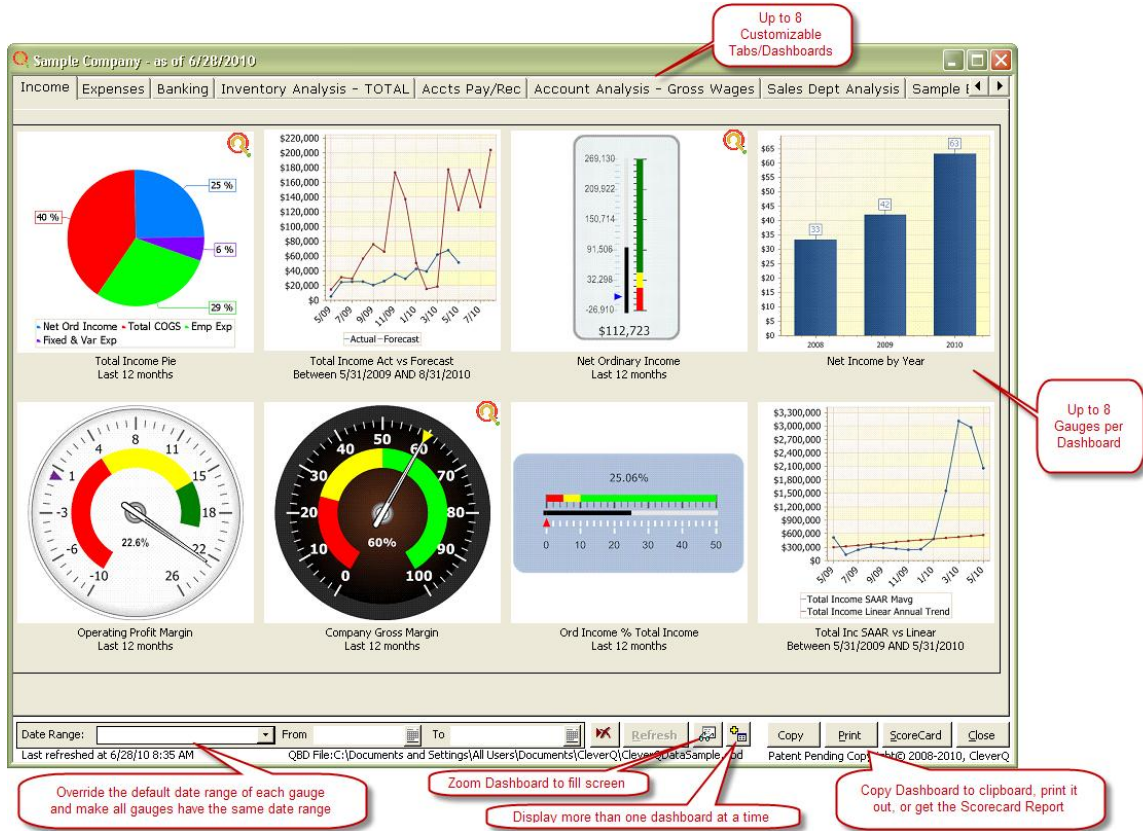 Up to 8
Customizable
Tabs/Dashboards
Sample Company - as of 6/28/2010
Income Expenses Banking Inventory Analysis - TOTAL Accts Pay/Rec Account Analysis - Gross Wages Sales Dept Analysis Sample
25 %
40 %
6 %
29 %
Net Ord Income Total COGS Emp Exp
Fixed & Var Exp
Total Income Pie
Last 12 months
$220,000
$200,000
$180,000
$160,000
$140,000
$120,000
$100,000
$80,000
$60,000
$40,000
$20,000
$0
5/09 7/09 9/09 11/09 1/10 3/10 5/10 7/10
Actual Forecast
Total Income Act vs Forecast
Between 5/31/2009 AND 8/31/2010
269,130
209,922
150,714
91,506
32,298
-26,910
$112,723
Net Ordinary Income
Last 12 months
$65
$60
$55
$50
$45
$40
$35
$30
$25
$20
$15
$10
$5
$0
33
42
63
2008 2009 2010
Net Income by Year
Up to 8
Gauges per
Dashboard
-10 -6 -3 1 4 8 11 15 18 22 26
22.6%
Operating Profit Margin
Last 12 months
0 10 20 30 40 50 60 70 80 90 100
60%
Company Gross Margin
Last 12 months
25.06%
0 10 20 30 40 50
Ord Income % Total Income
Last 12 months
$3,300,000
$3,000,000
$2,700,000
$2,400,000
$2,100,000
$1,800,000
$1,500,000
$1,200,000
$900,000
$600,000
$300,000
$0
5/09 7/09 9/09 11/09 1/10 3/10 5/10
Total Income SAAR Mavg
Total Income Linear Annual Trend
Total Inc SAAR vs Linear
Between 5/31/2009 AND 5/31/2010
Date Range: From To Refresh Copy Print ScoreCard Close
Last refreshed at 6/28/10 8:35 AM QBD File:C:\Documents and Settings\All Users\Documents\CleverQ\CleverQDataSample. Patent Pending Copyright© 2008-2010, CleverQ
Override the default date range of each gauge
and make all gauges have the same date range
Zoom Dashboard to fill screen
Display more than one dashboard at a time
Copy Dashboard to clipboard, print it
out, or get the Scorecard Report